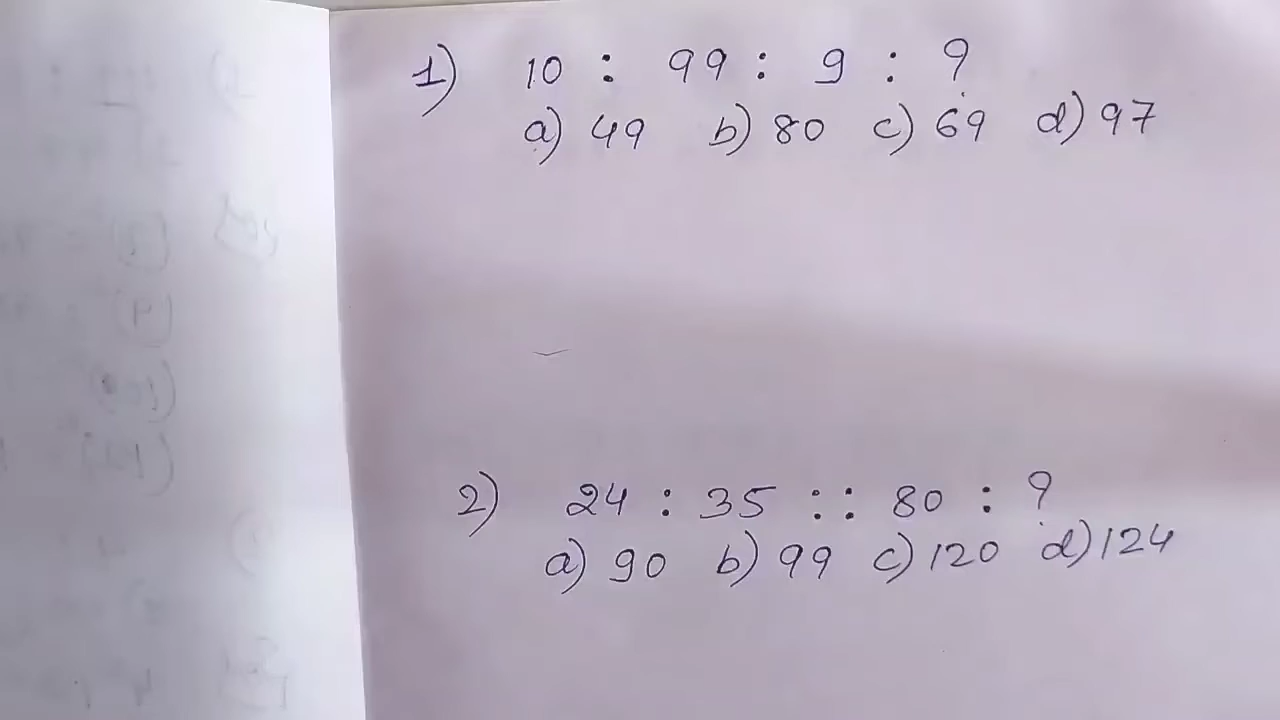 1) 10 : 99 : 9 : ?
a) 49 b) 80 c) 69 d) 97
2) 24 : 35 :: 80 : ?
a) 90 b) 99 c) 120 d) 124